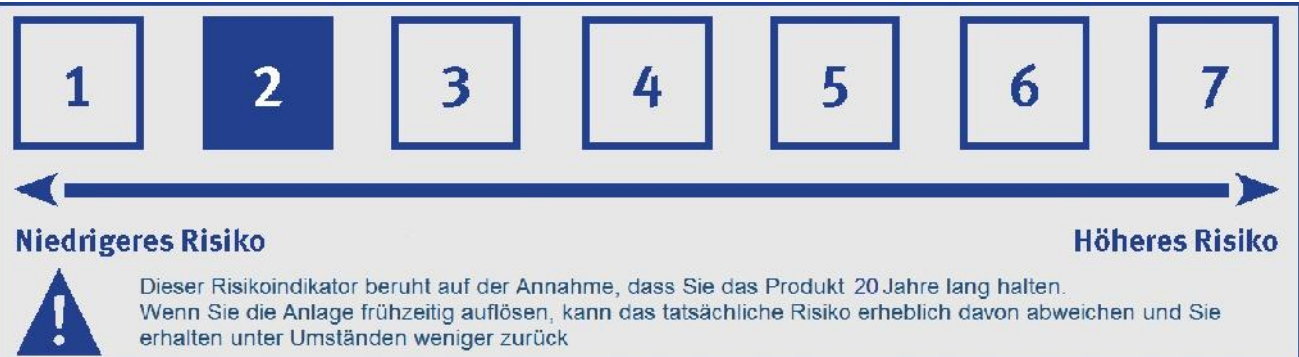 1 2 3 4 5 6 7
Niedrigeres Risiko Höheres Risiko
!
Dieser Risikoindikator beruht auf der Annahme, dass Sie das Produkt 20 Jahre lang halten.
Wenn Sie die Anlage frühzeitig auflösen, kann das tatsächliche Risiko erheblich davon abweichen und Sie
erhalten unter Umständen weniger zurück